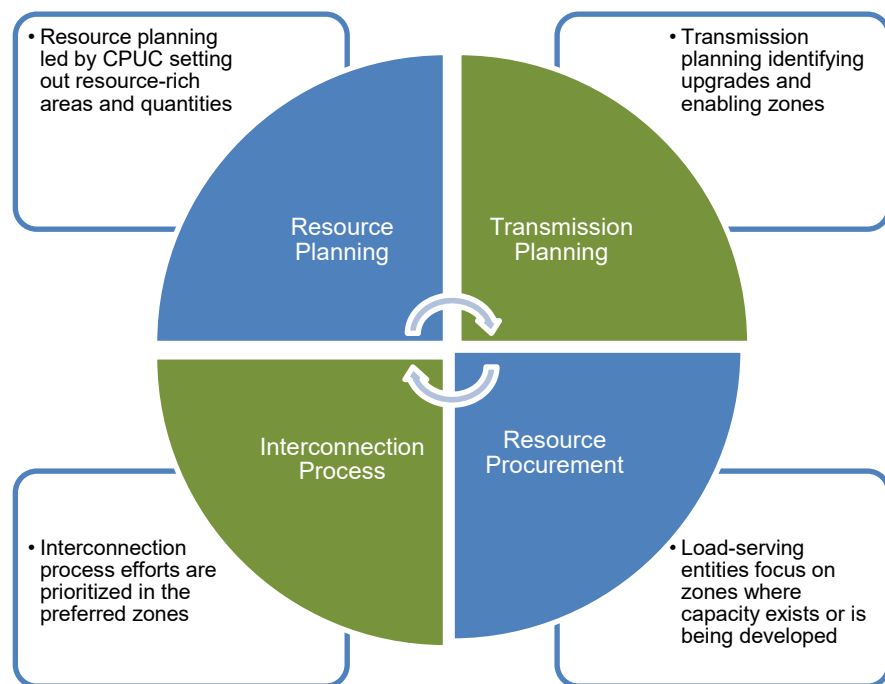 • Resource planning
led by CPUC setting
out resource-rich
areas and quantities
• Transmission
planning identifying
upgrades and
enabling zones
Resource
Planning
Transmission
Planning
Interconnection
Process
Resource
Procurement
• Interconnection
process efforts are
prioritized in the
preferred zones
• Load-serving
entities focus on
zones where
capacity exists or is
being developed